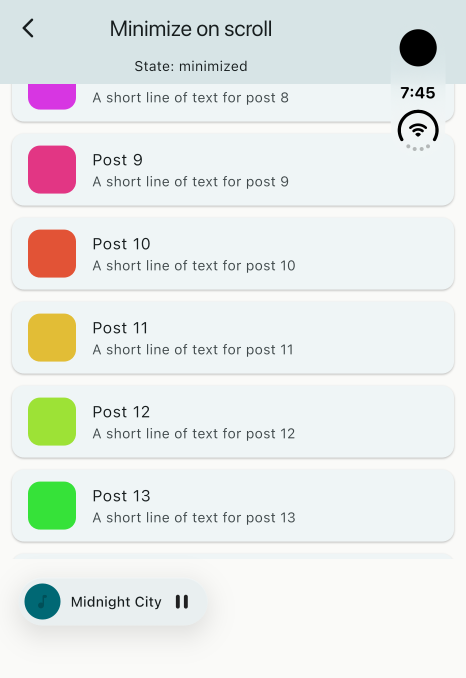 Minimize on scroll
State: minimized
7:45
A short line of text for post 8
Post 9
A short line of text for post 9
Post 10
A short line of text for post 10
Post 11
A short line of text for post 11
Post 12
A short line of text for post 12
Post 13
A short line of text for post 13
Midnight City